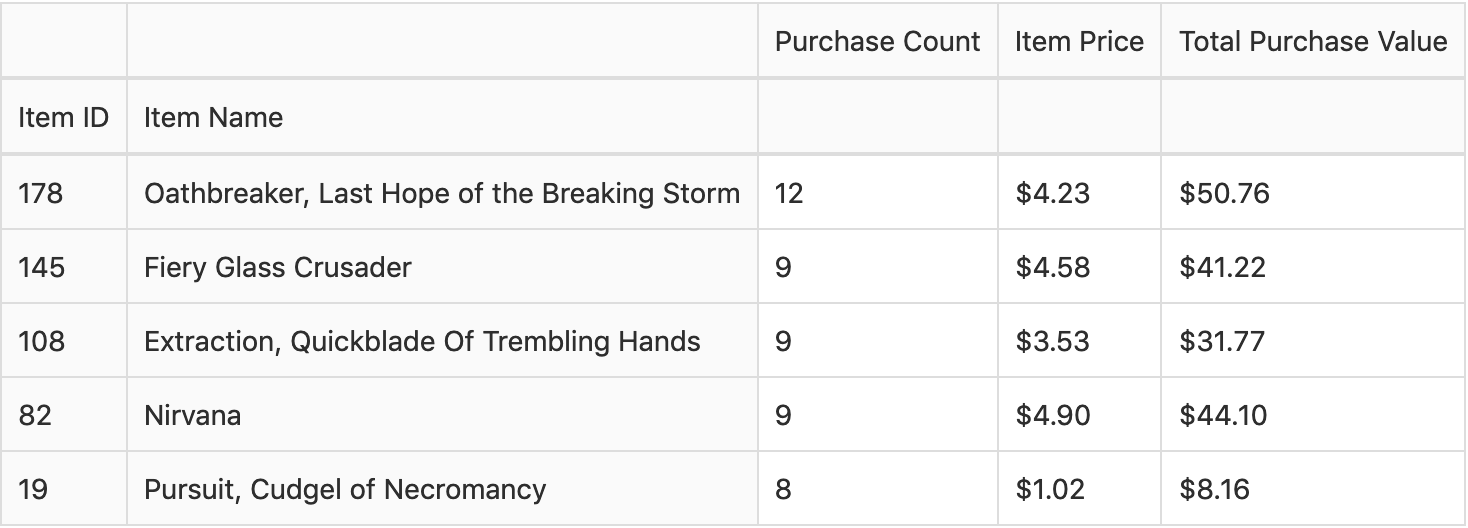 Purchase Count Item Price Total Purchase Value
Item ID Item Name
178 Oathbreaker, Last Hope of the Breaking Storm 12 $4.23 $50.76
145 Fiery Glass Crusader 9 $4.58 $41.22
108 Extraction, Quickblade Of Trembling Hands 9 $3.53 $31.77
82 Nirvana 9 $4.90 $44.10
19 Pursuit, Cudgel of Necromancy 8 $1.02 $8.16